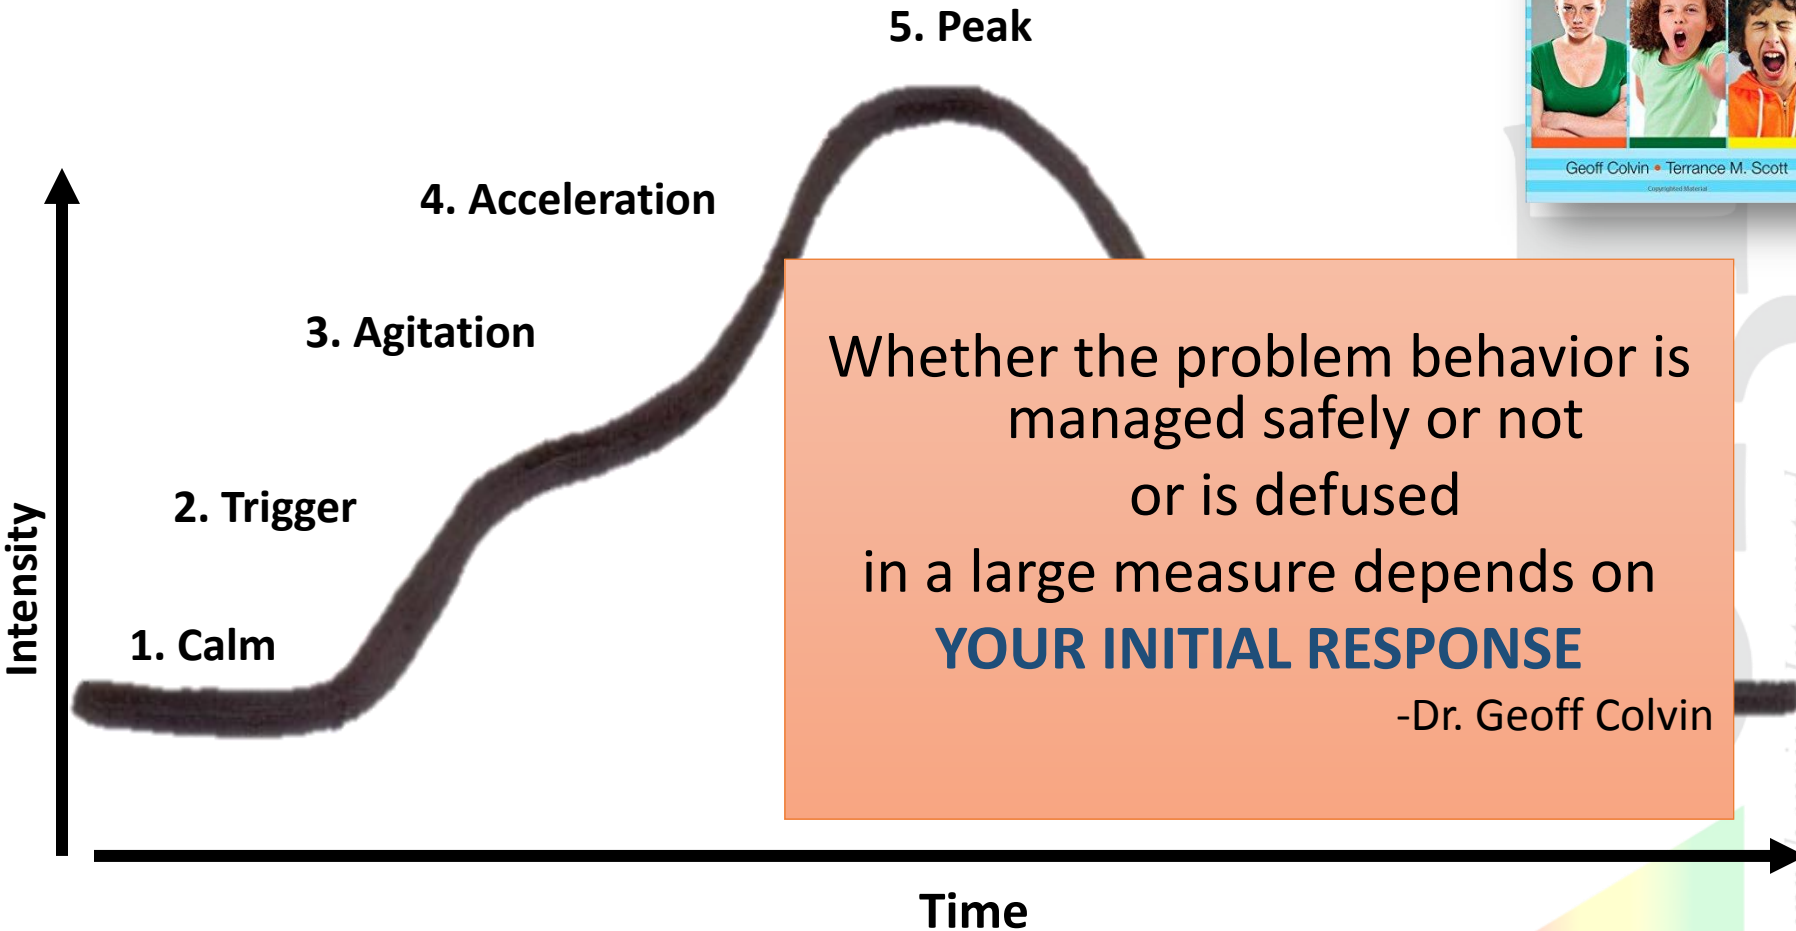 5. Peak
Geoff Colvin • Terrance M. Scott
Copyrighted Material
4. Acceleration
3. Agitation
2. Trigger
1. Calm
Intensity
Whether the problem behavior is
managed safely or not
or is defused
in a large measure depends on
YOUR INITIAL RESPONSE
-Dr. Geoff Colvin
Time